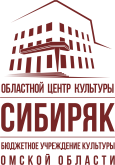 ОБЛАСТНОЙ ЦЕНТР КУЛЬТУРЫ
СИБИРЯК
БЮДЖЕТНОЕ УЧРЕЖДЕНИЕ КУЛЬТУРЫ
ОМСКОЙ ОБЛАСТИ